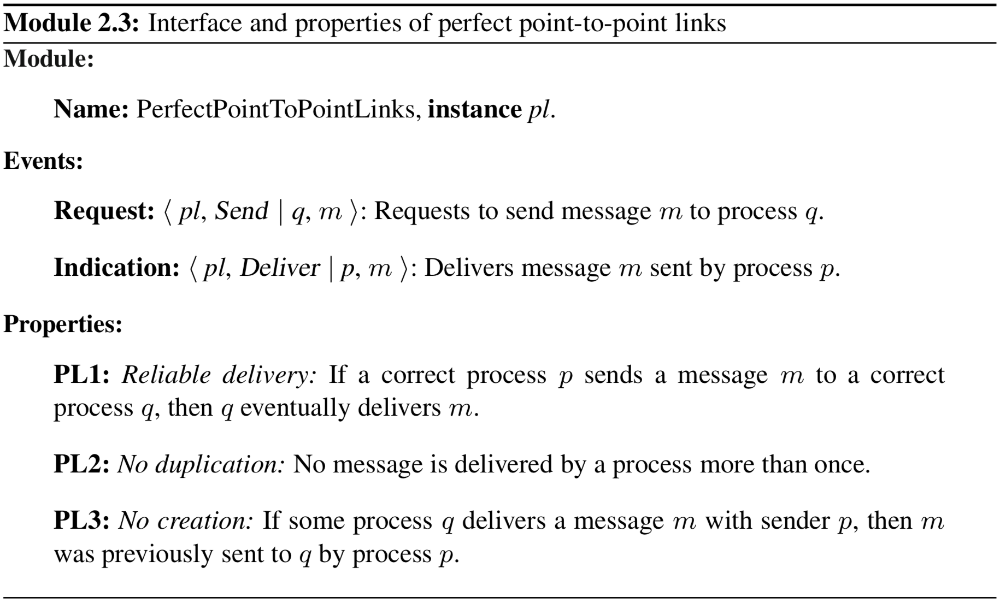 Module 2.3: Interface and properties of perfect point-to-point links
Module:
Name: PerfectPointToPointLinks, instance pl.
Events:
Request: ⟨ pl, Send | q, m ⟩: Requests to send message m to process q.
Indication: ⟨ pl, Deliver | p, m ⟩: Delivers message m sent by process p.
Properties:
PL1: Reliable delivery: If a correct process p sends a message m to a correct
process q, then q eventually delivers m.
PL2: No duplication: No message is delivered by a process more than once.
PL3: No creation: If some process q delivers a message m with sender p, then m
was previously sent to q by process p.